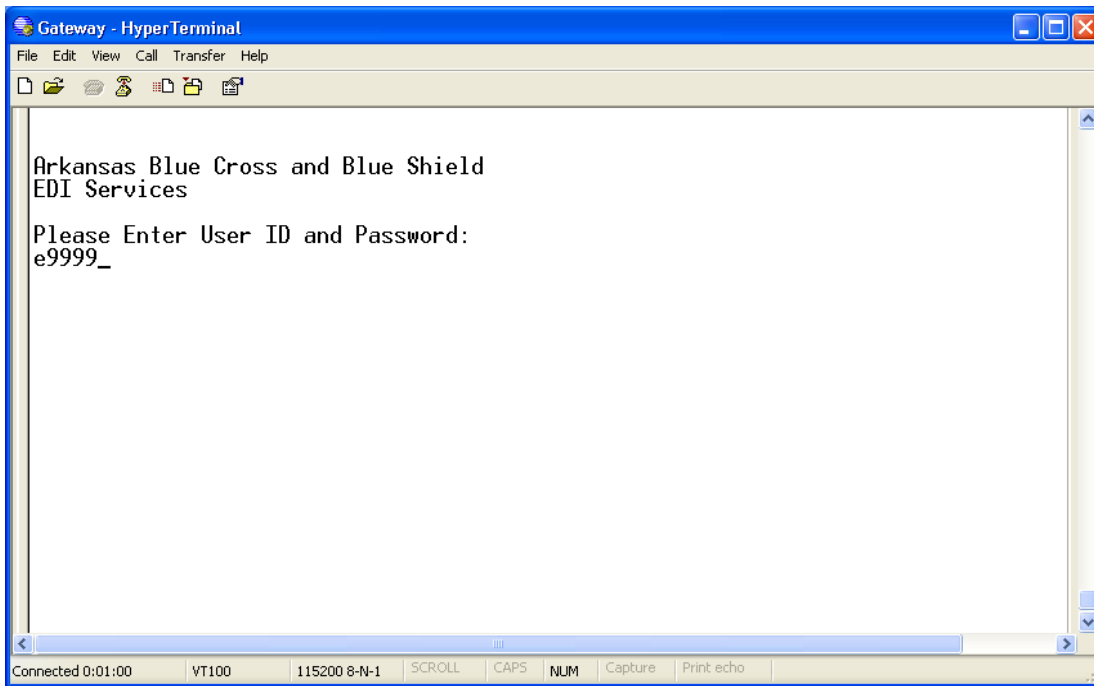 Gateway - HyperTerminal
File Edit View Call Transfer Help
Arkansas Blue Cross and Blue Shield
EDI Services
Please Enter User ID and Password:
e9999_
Connected 0:01:00 VT100 115200 8-N-1 SCROLL CAPS NUM Capture Print echo